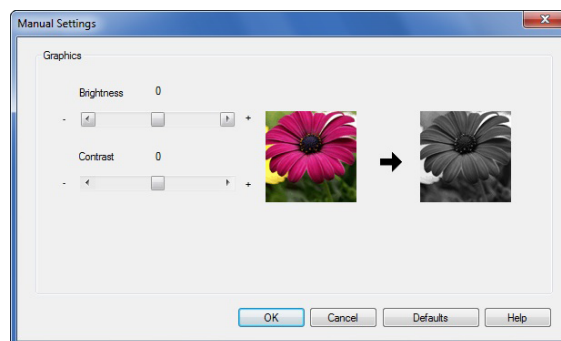 Manual Settings
Graphics
Brightness 0
- +
Contrast 0
- +
OK Cancel Defaults Help